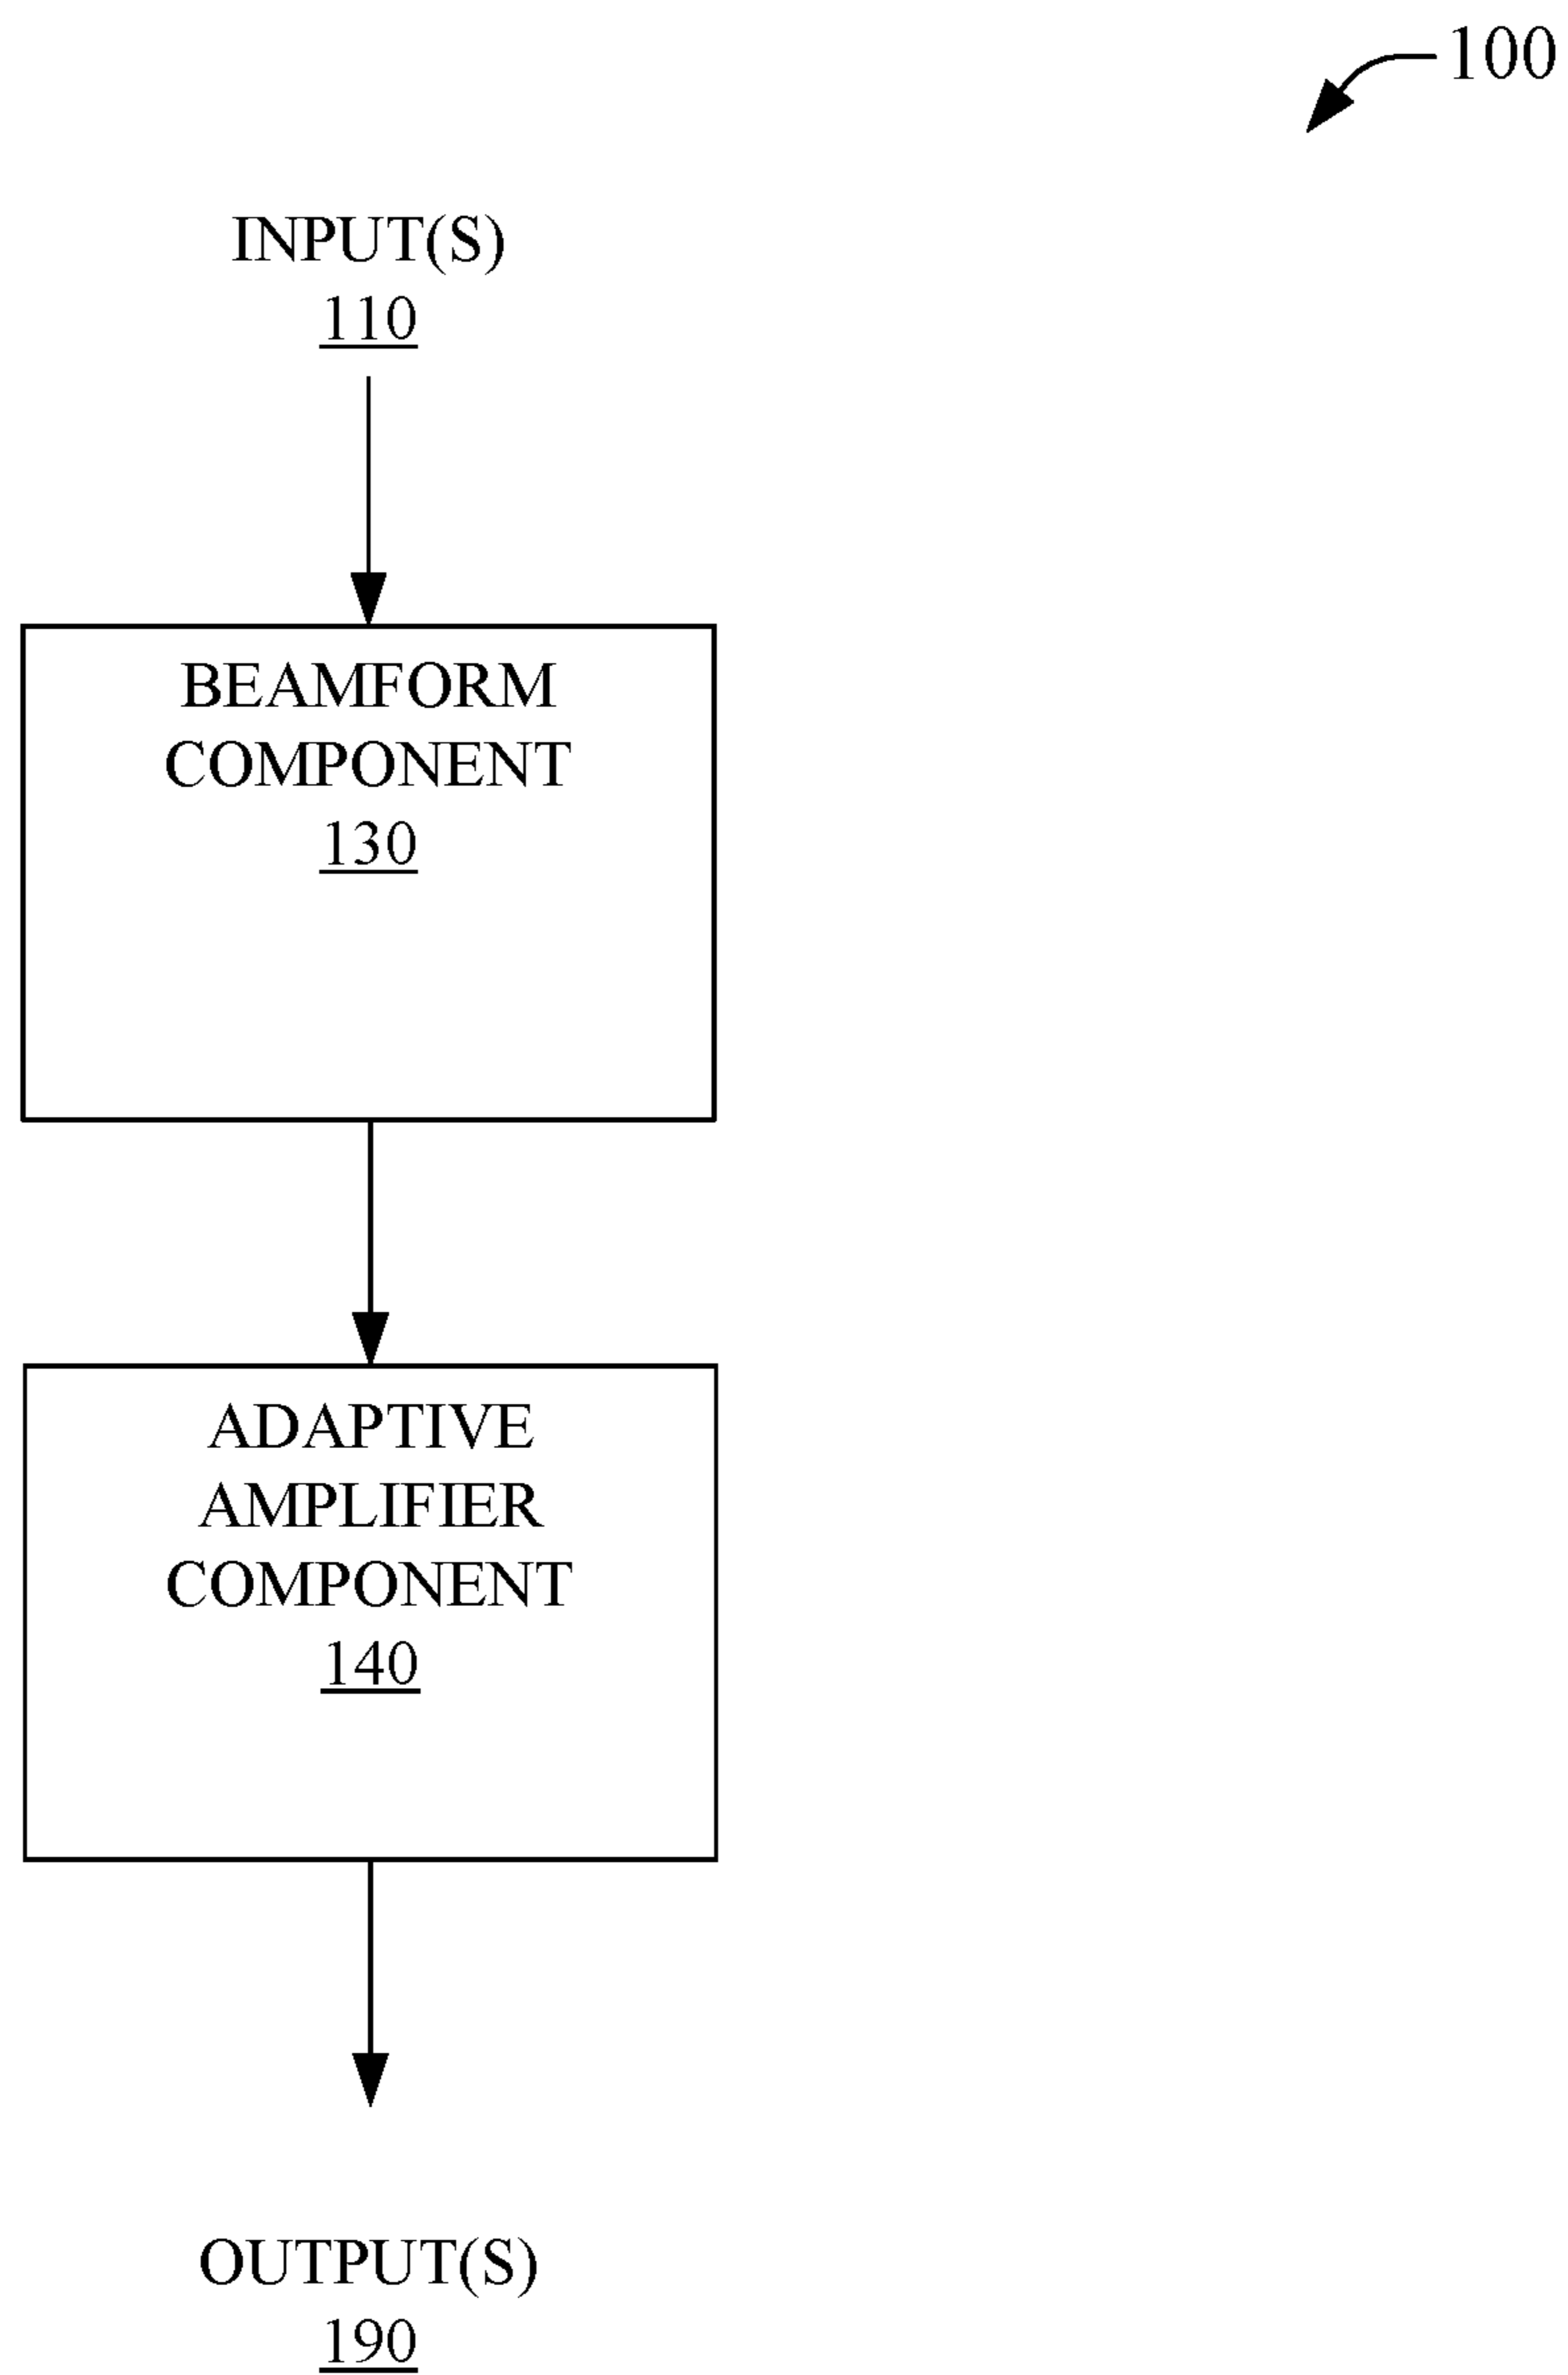 100
INPUT(S)
110
BEAMFORM
COMPONENT
130
ADAPTIVE
AMPLIFIER
COMPONENT
140
OUTPUT(S)
190